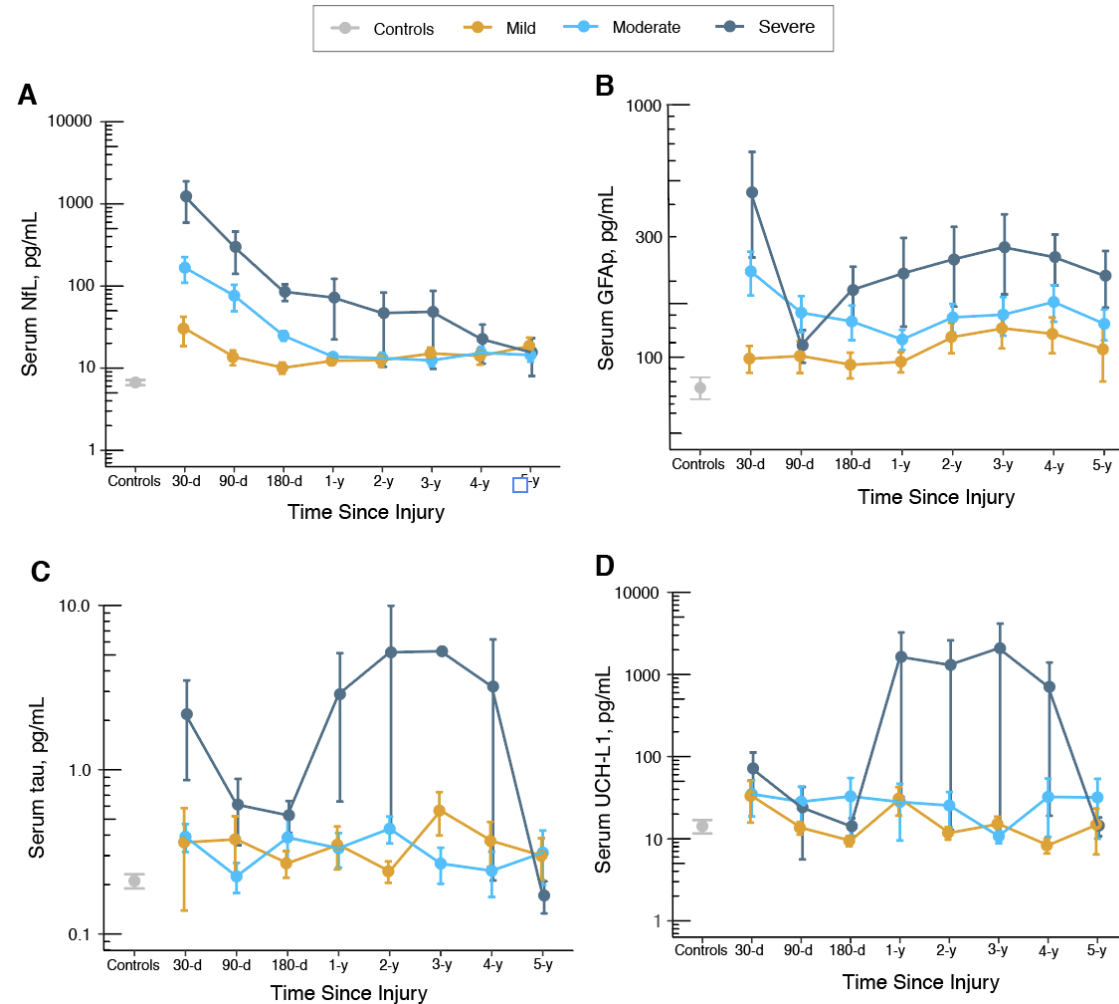 Controls Mild Moderate Severe
A
Serum NfL, pg/mL
10000
1000
100
10
1
Controls 30-d 90-d 180-d 1-y 2-y 3-y 4-y 5-y
Time Since Injury
B
Serum GFAp, pg/mL
1000
300
100
Controls 30-d 90-d 180-d 1-y 2-y 3-y 4-y 5-y
Time Since Injury
C
Serum tau, pg/mL
10.0
1.0
0.1
Controls 30-d 90-d 180-d 1-y 2-y 3-y 4-y 5-y
Time Since Injury
D
Serum UCH-L1, pg/mL
10000
1000
100
10
1
Controls 30-d 90-d 180-d 1-y 2-y 3-y 4-y 5-y
Time Since Injury